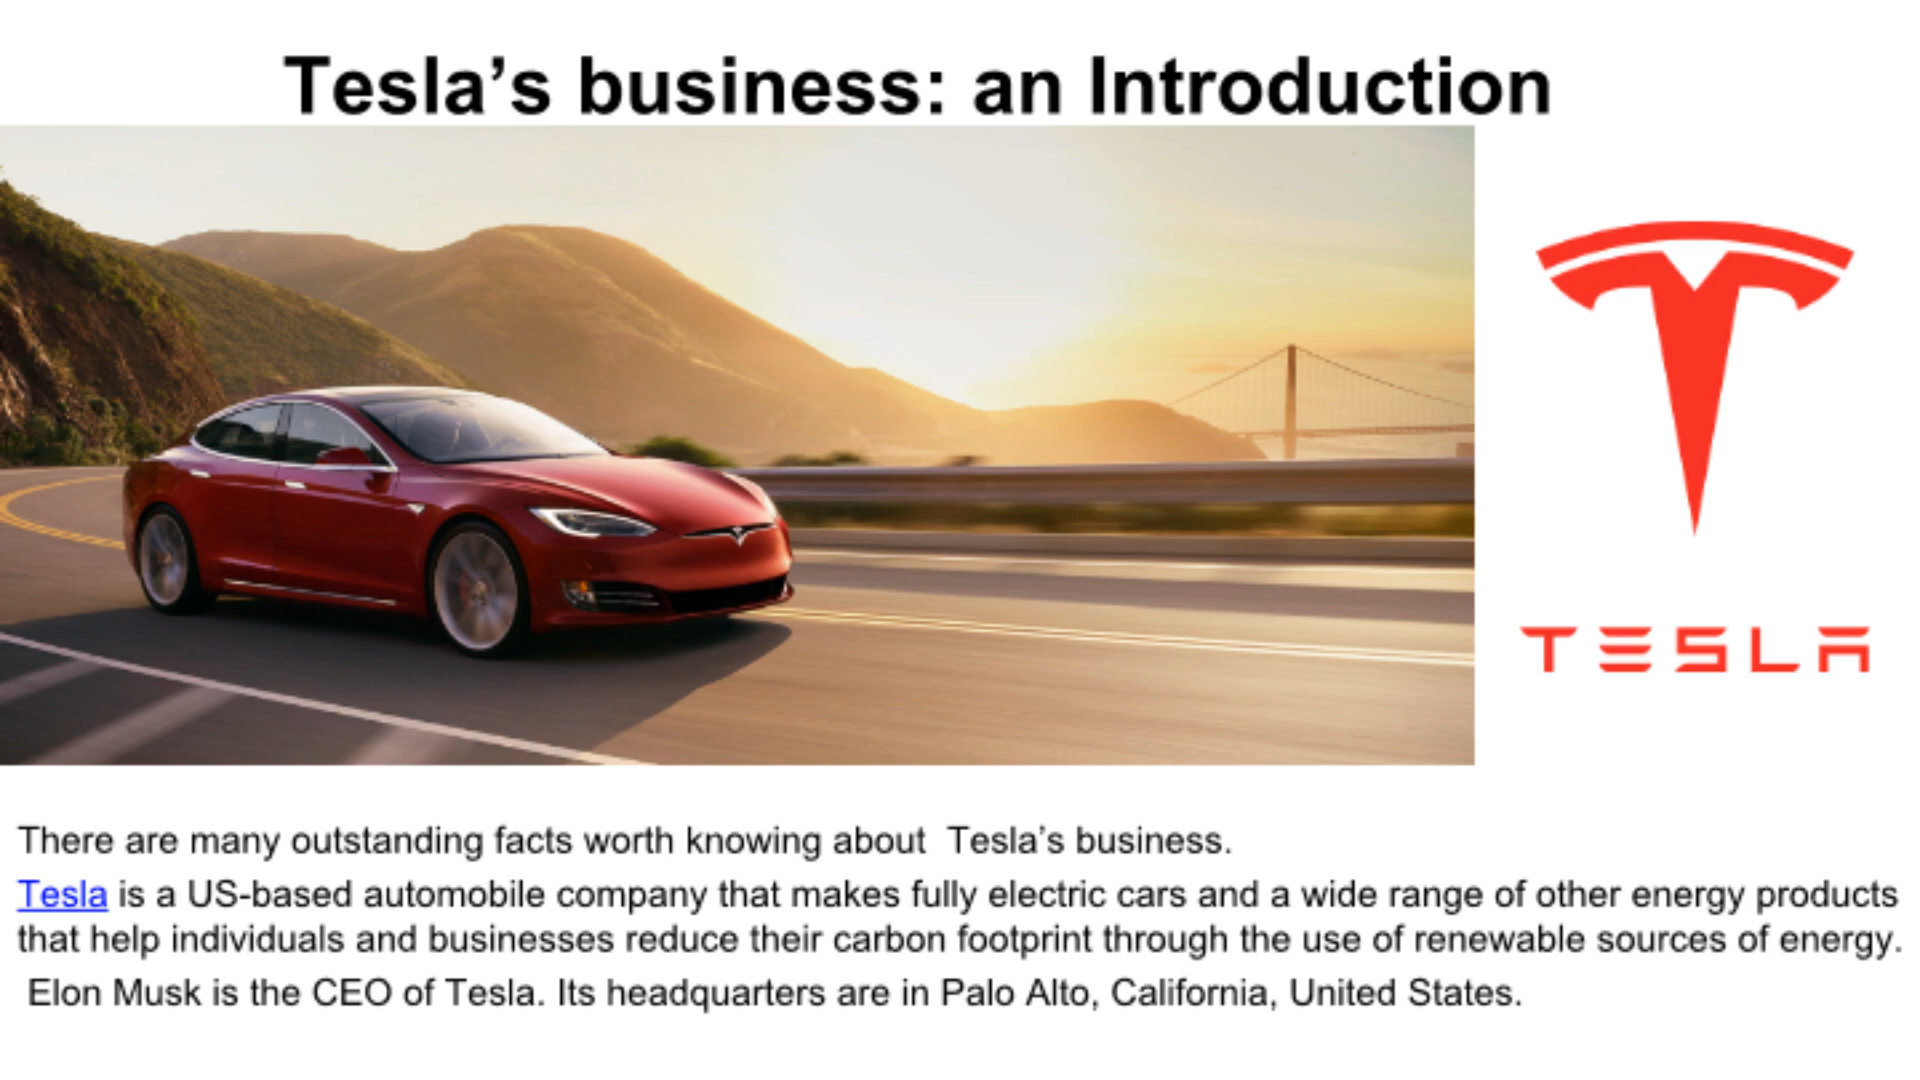 Tesla’s business: an Introduction
TESLA
There are many outstanding facts worth knowing about  Tesla’s business.
Tesla is a US-based automobile company that makes fully electric cars and a wide range of other energy products
that help individuals and businesses reduce their carbon footprint through the use of renewable sources of energy.
Elon Musk is the CEO of Tesla. Its headquarters are in Palo Alto, California, United States.